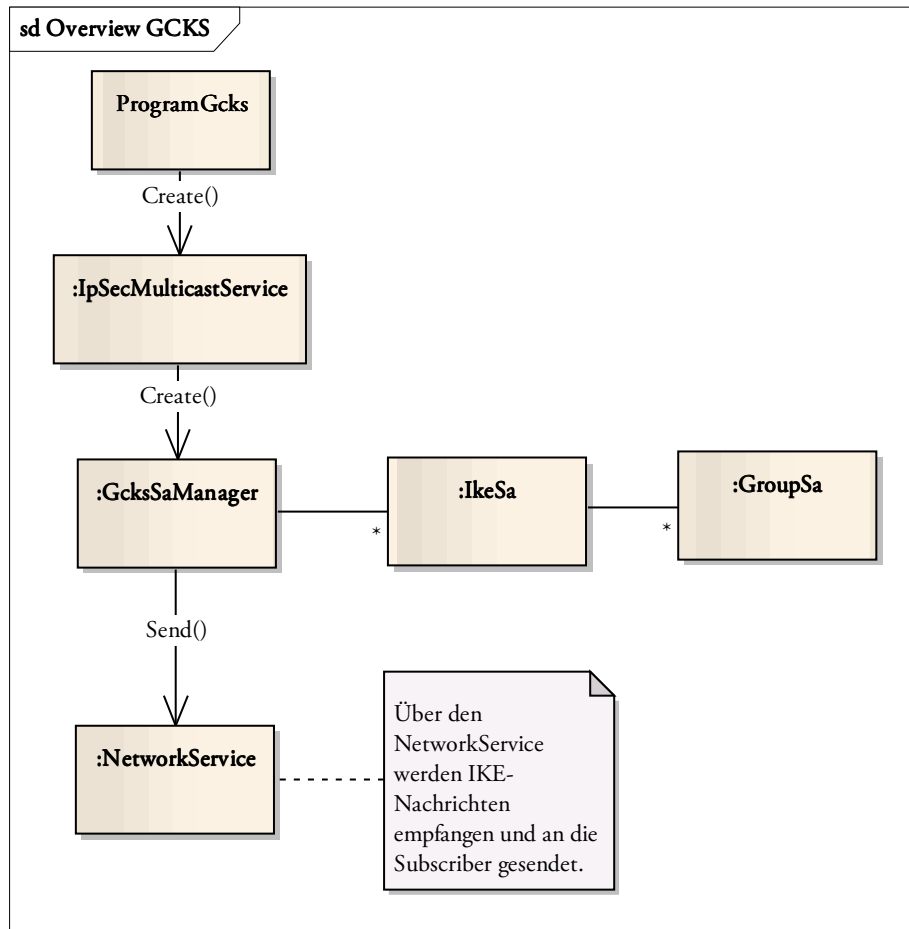 sd Overview GCKS
ProgramGcks
Create()
:IpSecMulticastService
Create()
:GcksSaManager
*
:IkeSa
*
:GroupSa
Send()
:NetworkService
Über den
NetworkService
werden IKE-
Nachrichten
empfangen und an die
Subscriber gesendet.